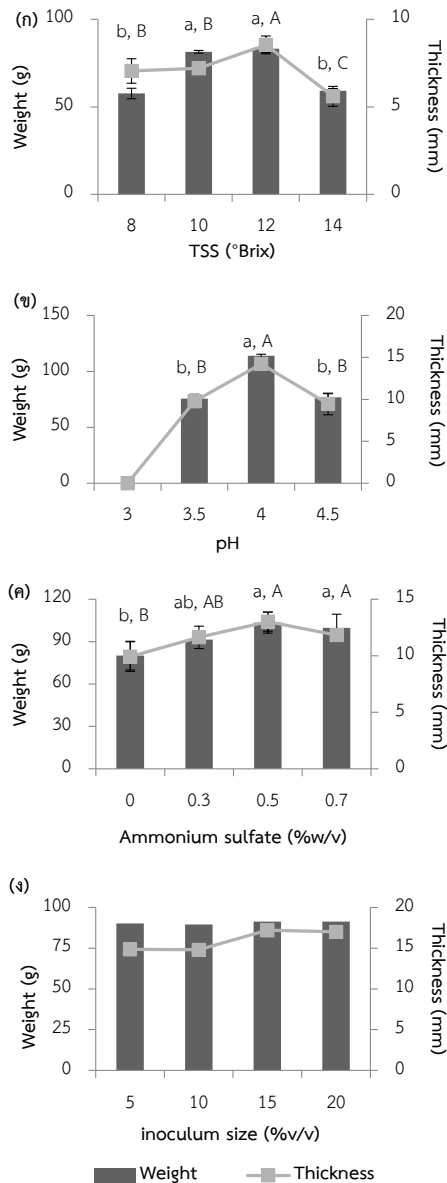 (ก)
b, B
a, B
a, A
b, C
Weight (g)
100
50
0
10
5
0
Thickness (mm)
8 10 12 14
TSS (°Brix)
(ข)
a, A
b, B
b, B
Weight (g)
150
100
50
0
20
15
10
5
0
Thickness (mm)
3 3.5 4 4.5
pH
(ค)
b, B
ab, AB
a, A
a, A
Weight (g)
120
90
60
30
0
15
10
5
0
Thickness (mm)
0 0.3 0.5 0.7
Ammonium sulfate (%w/v)
(ง)
Weight (g)
100
75
50
25
0
20
15
10
5
0
Thickness (mm)
5 10 15 20
inoculum size (%v/v)
Weight Thickness